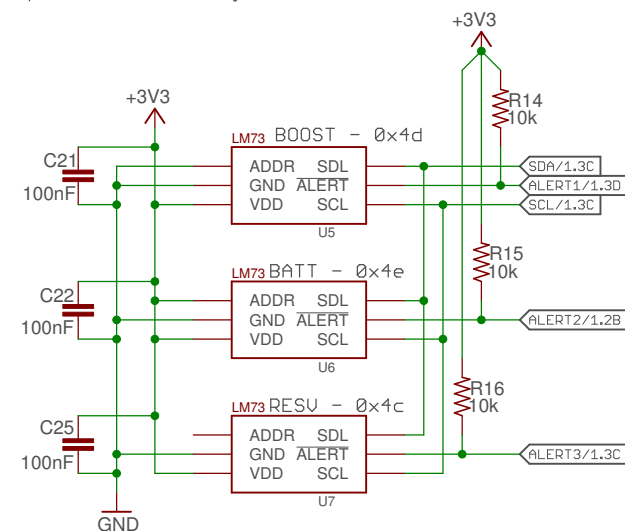 +3V3
+3V3
R14
10k
LM73 BOOST - 0x4d
C21
100nF
ADDR SDL
GND ALERT
VDD SCL
U5
SDA/1.3C
ALERT1/1.3D
SCL/1.3C
R15
10k
LM73 BATT - 0x4e
C22
100nF
ADDR SDL
GND ALERT
VDD SCL
U6
ALERT2/1.2B
R16
10k
LM73 RESV - 0x4c
C25
100nF
ADDR SDL
GND ALERT
VDD SCL
U7
ALERT3/1.3C
GND